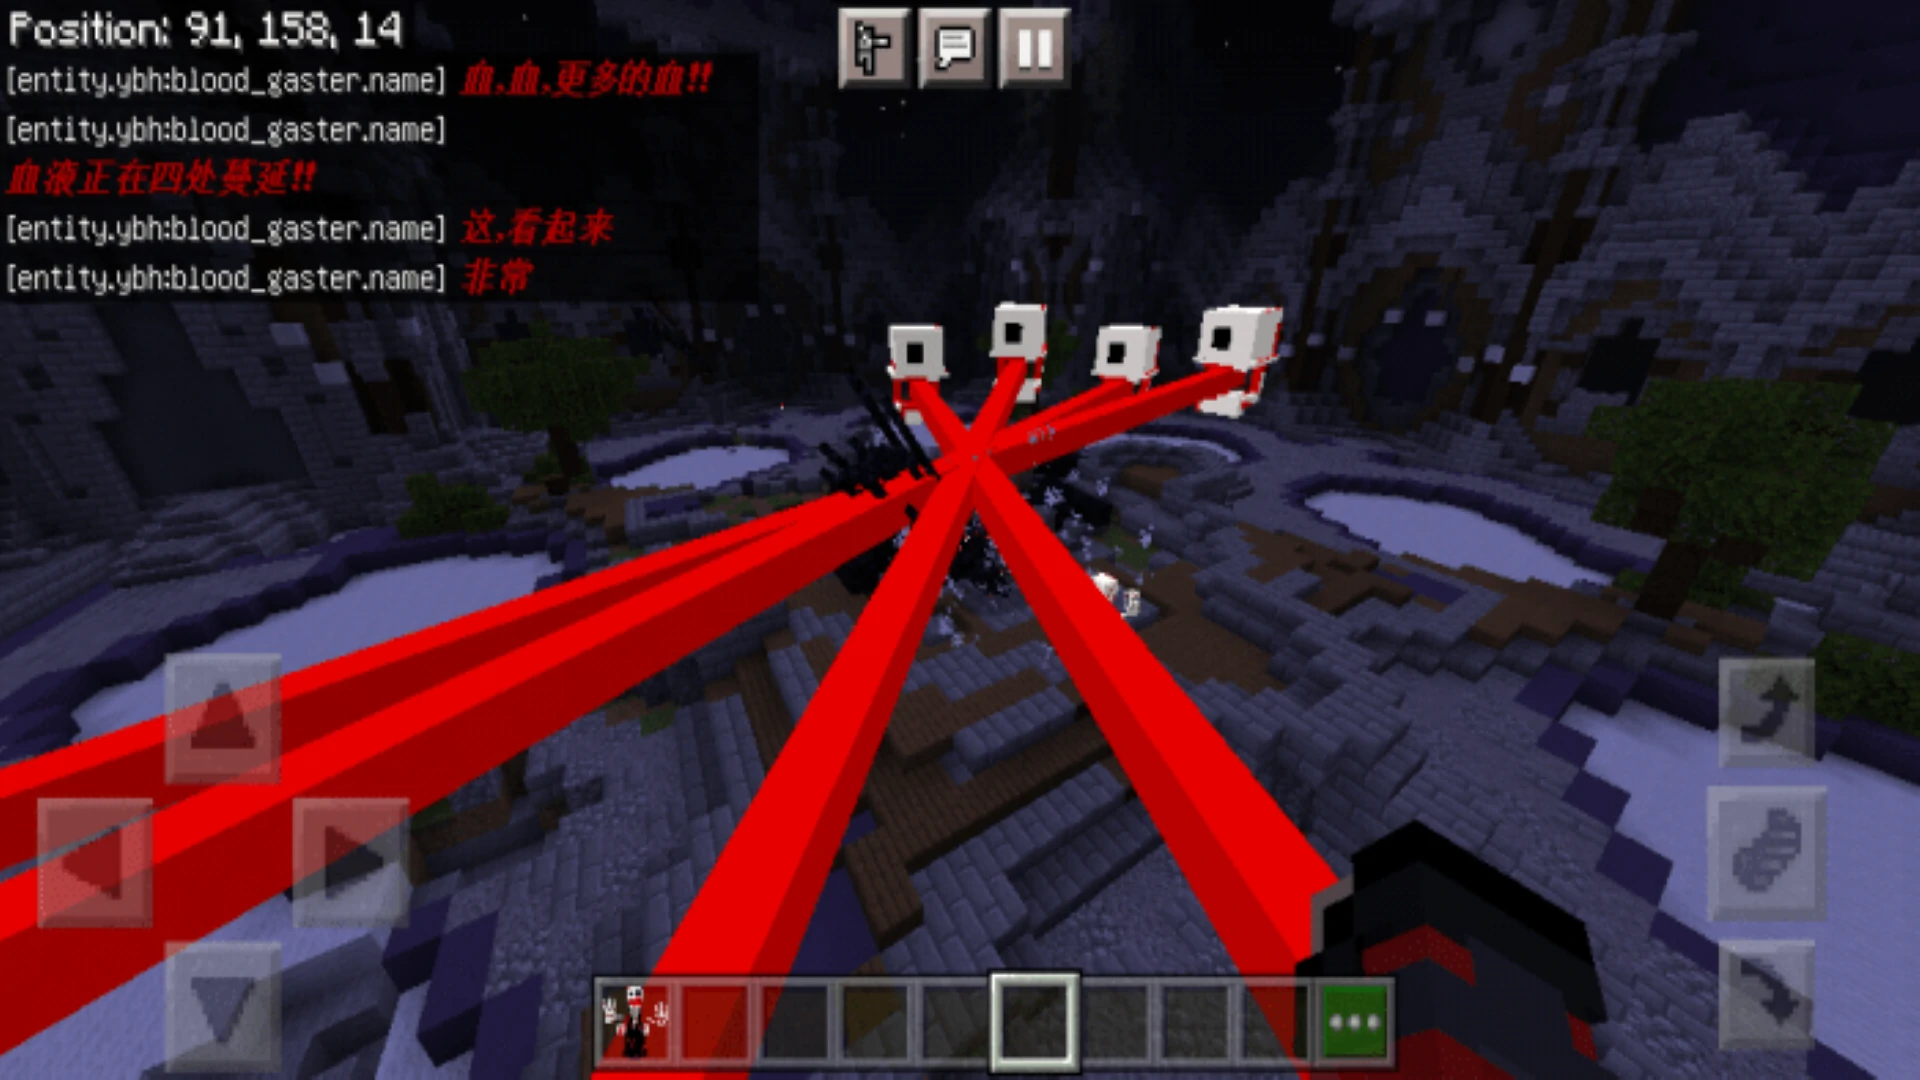 Position: 91, 158, 14
[entity.ybh:blood_gaster.name] 血,血,更多的血!!
[entity.ybh:blood_gaster.name]
血液正在四处蔓延!!
[entity.ybh:blood_gaster.name] 这,看起来
[entity.ybh:blood_gaster.name] 非常